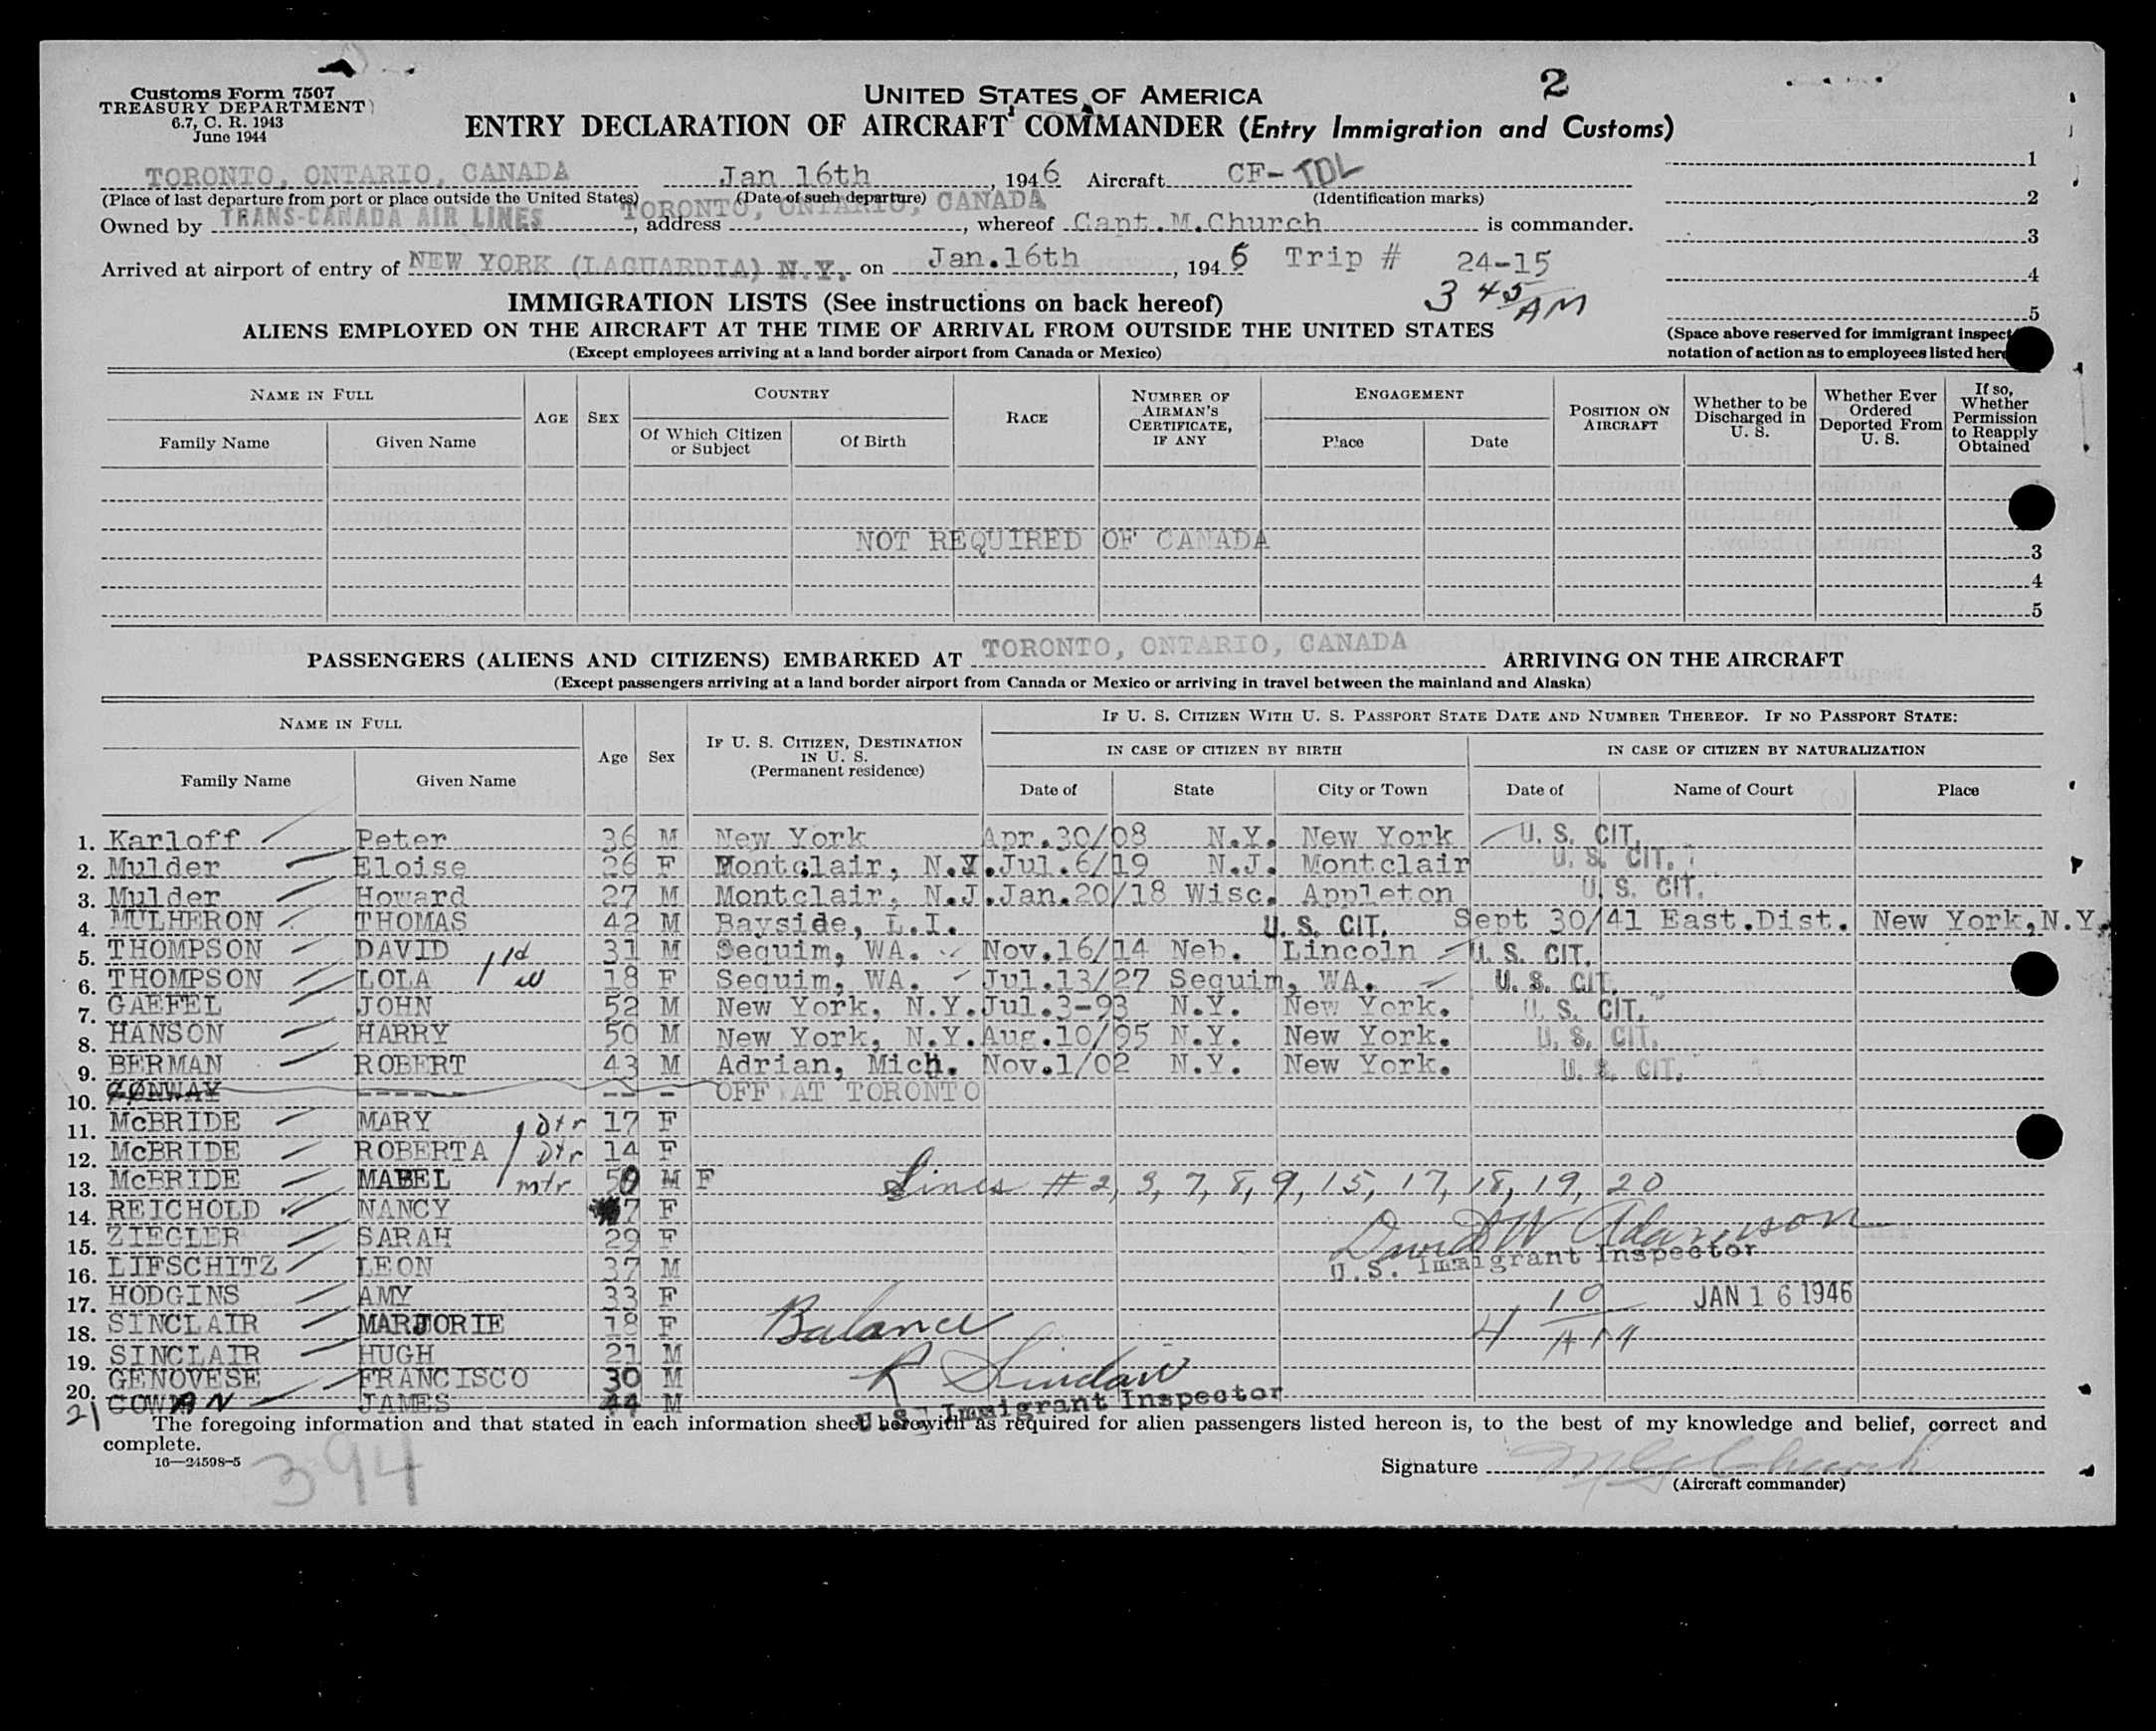 Customs Form 7507
TREASURY DEPARTMENT
6.7, C. R. 1943
June 1944
UNITED STATES OF AMERICA
2
ENTRY DECLARATION OF AIRCRAFT COMMANDER (Entry Immigration and Customs)
TORONTO, ONTARIO, CANADA Jan 16th, 1946 Aircraft CF-TDL
(Place of last departure from port or place outside the United States) (Date of such departure) (Identification marks)
Owned by TRANS-CANADA AIR LINES, address TORONTO, ONTARIO, CANADA, whereof Capt.M.Church is commander.
Arrived at airport of entry of NEW YORK (LAGUARDIA) N.Y. on Jan.16th, 1946 Trip # 24-15
3 45 AM
1
2
3
4
5
(Space above reserved for immigrant inspect
notation of action as to employees listed her
IMMIGRATION LISTS (See instructions on back hereof)
ALIENS EMPLOYED ON THE AIRCRAFT AT THE TIME OF ARRIVAL FROM OUTSIDE THE UNITED STATES
(Except employees arriving at a land border airport from Canada or Mexico)
NAME IN FULL
Family Name Given Name
AGE SEX
COUNTRY
Of Which Citizen or Subject Of Birth
RACE
NUMBER OF AIRMAN'S CERTIFICATE, IF ANY
ENGAGEMENT
Place Date
POSITION ON AIRCRAFT
Whether to be Discharged in U. S.
Whether Ever Ordered Deported From U. S.
If so, Whether Permission to Reapply Obtained
NOT REQUIRED OF CANADA
3
4
5
PASSENGERS (ALIENS AND CITIZENS) EMBARKED AT TORONTO, ONTARIO, CANADA ARRIVING ON THE AIRCRAFT
(Except passengers arriving at a land border airport from Canada or Mexico or arriving in travel between the mainland and Alaska)
NAME IN FULL
Family Name Given Name
Age Sex
IF U. S. CITIZEN, DESTINATION IN U. S. (Permanent residence)
IF U. S. CITIZEN WITH U. S. PASSPORT STATE DATE AND NUMBER THEREOF. IF NO PASSPORT STATE:
IN CASE OF CITIZEN BY BIRTH IN CASE OF CITIZEN BY NATURALIZATION
Date of State City or Town Date of Name of Court Place
1. Karloff Peter 36 M New York Apr.30/08 N.Y. New York U. S. CIT.
2. Mulder Eloise 26 F Montclair, N.Y. Jul.6/19 N.J. Montclair U. S. CIT.
3. Mulder Howard 27 M Montclair, N.J. Jan.20/18 Wisc. Appleton U. S. CIT.
4. MULHERON THOMAS 42 M Bayside, L.I. U. S. CIT. Sept 30/41 East.Dist. New York,N.Y.
5. THOMPSON DAVID 31 M Sequim, WA. Nov.16/14 Neb. Lincoln U. S. CIT.
6. THOMPSON LOLA w 18 F Sequim, WA. Jul.13/27 Sequim, WA. U. S. CIT.
7. GAEFEL JOHN 52 M New York, N.Y. Jul.3-93 N.Y. New York. U. S. CIT.
8. HANSON HARRY 50 M New York, N.Y. Aug.10/95 N.Y. New York. U. S. CIT.
9. BERMAN ROBERT 43 M Adrian, Mich. Nov.1/02 N.Y. New York. U. S. CIT.
10. CONWAY ------- -- - OFF AT TORONTO
11. McBRIDE MARY Dtr 17 F
12. McBRIDE ROBERTA Dtr 14 F
13. McBRIDE MABEL mtr 50 M F Lines # 2, 3, 7, 8, 9, 15, 17, 18, 19, 20
14. REICHOLD NANCY 7 F
David W Adamson
15. ZIEGLER SARAH 29 F U.S. Immigrant Inspector
16. LIFSCHITZ LEON 37 M
17. HODGINS AMY 33 F JAN 16 1946
18. SINCLAIR MARJORIE 18 F Balance 4 10 AM
19. SINCLAIR HUGH 21 M
20. GENOVESE FRANCISCO 30 M
21 COWAN JAMES 44 M U. S. Immigrant Inspector
The foregoing information and that stated in each information sheet herewith as required for alien passengers listed hereon is, to the best of my knowledge and belief, correct and
complete.
16—24598-5
394
Signature
(Aircraft commander)